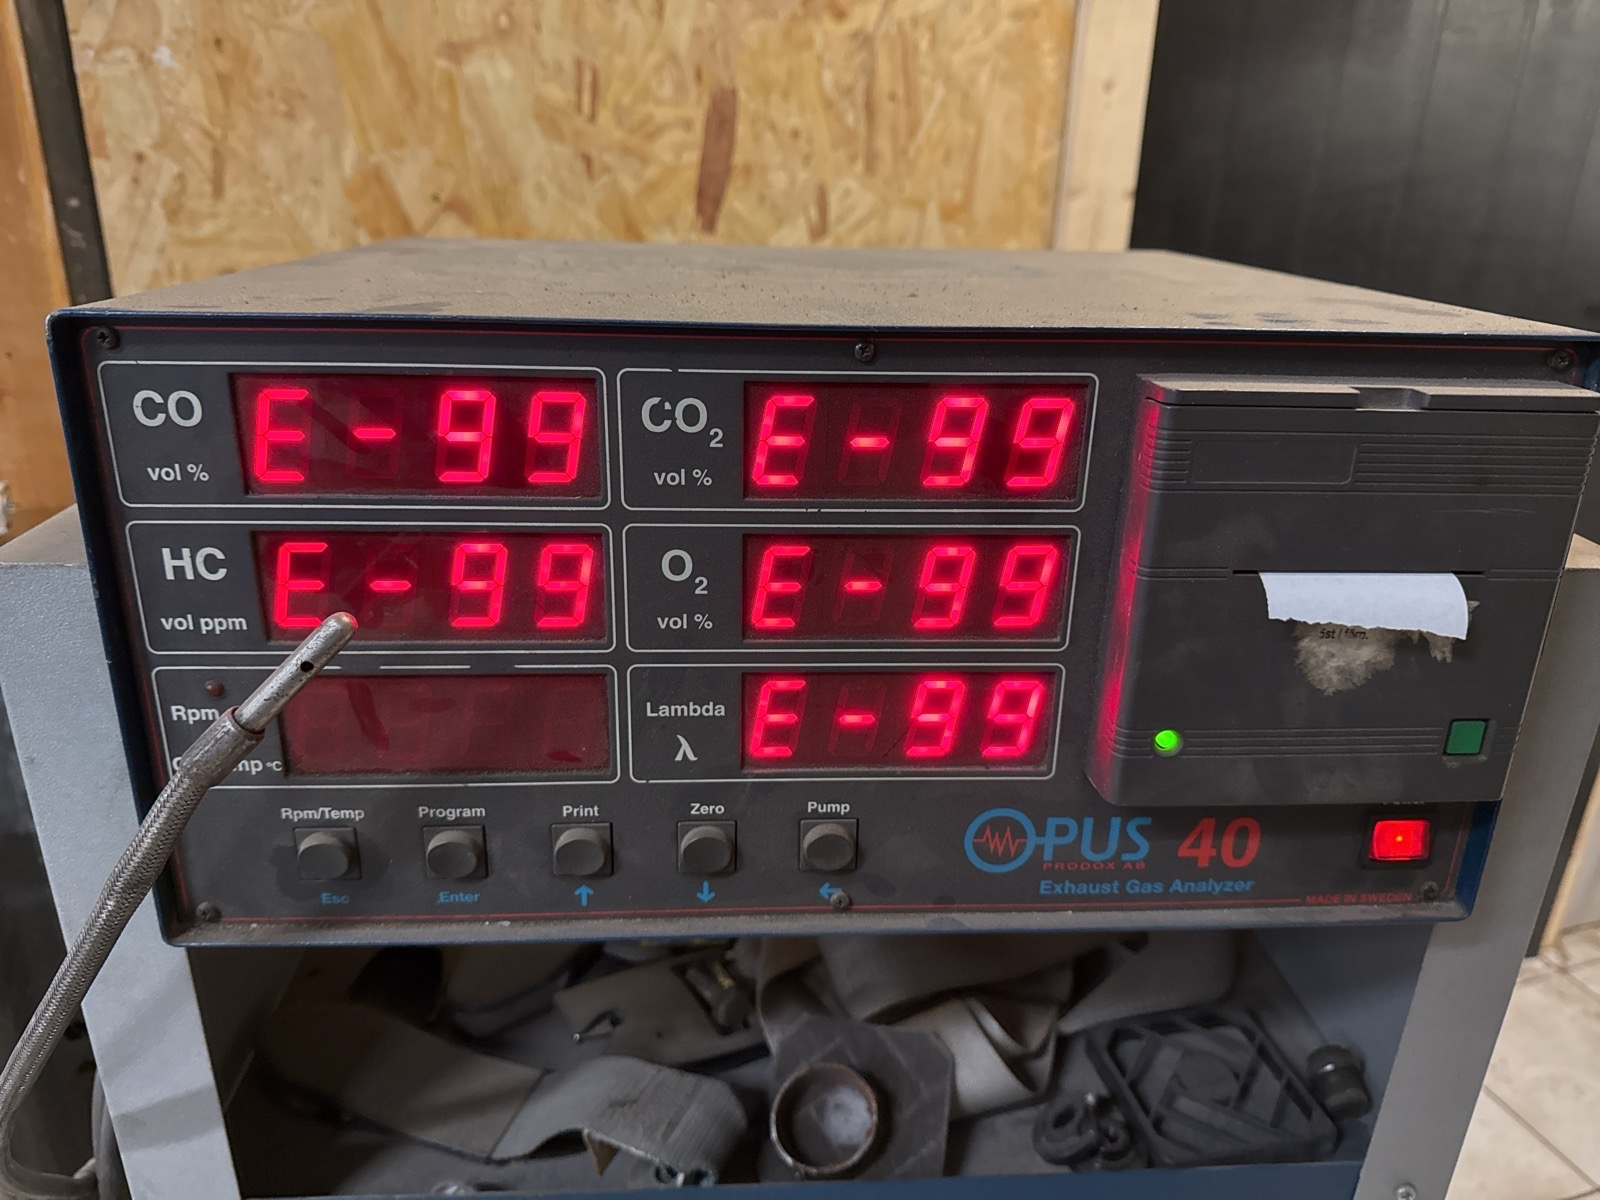 CO
vol %
E-99
CO2
vol %
E-99
HC
vol ppm
E-99
O2
vol %
E-99
Rpm
°C
Lambda
λ
E-99
Rpm/Temp
Program
Print
Zero
Pump
Esc
Enter
↑
↓
←
OPUS 40
PRODOX AB
Exhaust Gas Analyzer
MADE IN SWEDEN